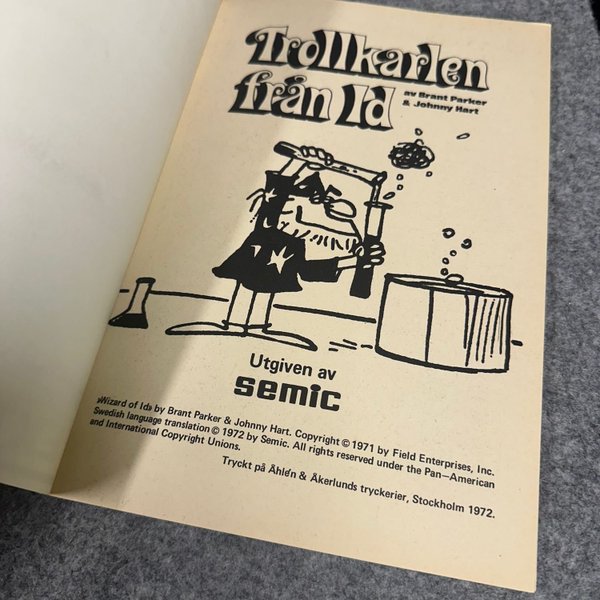 Trollkarlen
från Id
av Brant Parker
& Johnny Hart
Utgiven av
semic
»Wizard of Id» by Brant Parker & Johnny Hart. Copyright © 1971 by Field Enterprises, Inc.
Swedish language translation © 1972 by Semic. All rights reserved under the Pan—American
and International Copyright Unions.
Tryckt på Åhlén & Åkerlunds tryckerier, Stockholm 1972.